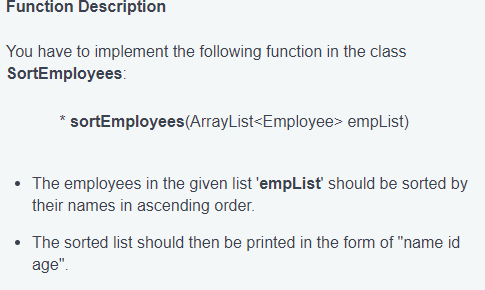 Function Description
You have to implement the following function in the class
SortEmployees:
* sortEmployees(ArrayList<Employee> empList)
• The employees in the given list 'empList' should be sorted by
their names in ascending order.
• The sorted list should then be printed in the form of "name id
age".